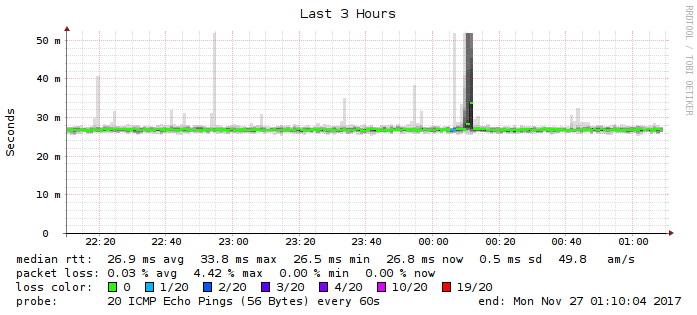 Last 3 Hours
RRDTOOL / TOBI OETIKER
Seconds
50 m
40 m
30 m
20 m
10 m
0
22:20 22:40 23:00 23:20 23:40 00:00 00:20 00:40 01:00
median rtt: 26.9 ms avg 33.8 ms max 26.5 ms min 26.8 ms now 0.5 ms sd 49.8 am/s
packet loss: 0.03 % avg 4.42 % max 0.00 % min 0.00 % now
loss color: 0 1/20 2/20 3/20 4/20 10/20 19/20
probe: 20 ICMP Echo Pings (56 Bytes) every 60s end: Mon Nov 27 01:10:04 2017